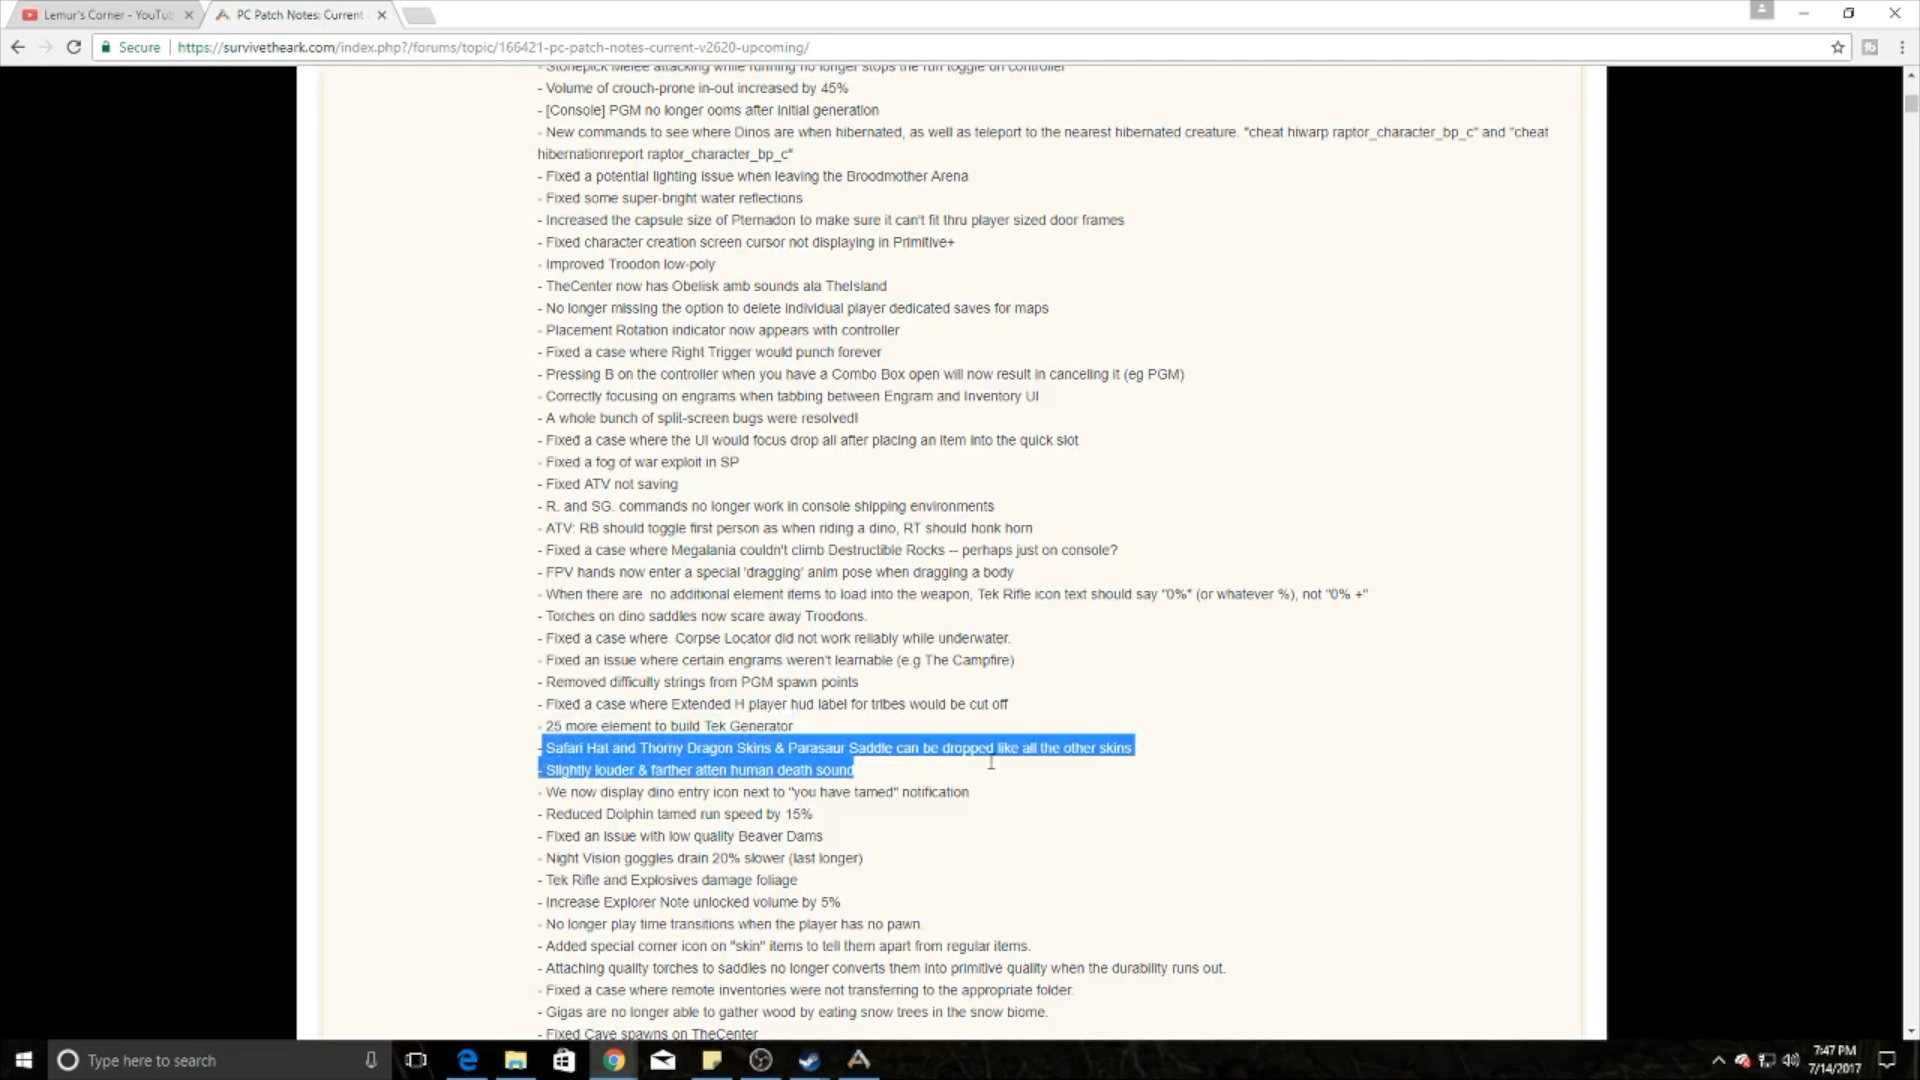 Lemur's Corner - YouTub
PC Patch Notes: Current
Secure
https://survivetheark.com/index.php?/forums/topic/166421-pc-patch-notes-current-v2620-upcoming/
- Stonepick Melee attacking while running no longer stops the run toggle on controller
- Volume of crouch-prone in-out increased by 45%
- [Console] PGM no longer ooms after initial generation
- New commands to see where Dinos are when hibernated, as well as teleport to the nearest hibernated creature. "cheat hiwarp raptor_character_bp_c" and "cheat
hibernationreport raptor_character_bp_c"
- Fixed a potential lighting issue when leaving the Broodmother Arena
- Fixed some super-bright water reflections
- Increased the capsule size of Pternadon to make sure it can't fit thru player sized door frames
- Fixed character creation screen cursor not displaying in Primitive+
- Improved Troodon low-poly
- TheCenter now has Obelisk amb sounds ala TheIsland
- No longer missing the option to delete individual player dedicated saves for maps
- Placement Rotation indicator now appears with controller
- Fixed a case where Right Trigger would punch forever
- Pressing B on the controller when you have a Combo Box open will now result in canceling it (eg PGM)
- Correctly focusing on engrams when tabbing between Engram and Inventory UI
- A whole bunch of split-screen bugs were resolved!
- Fixed a case where the UI would focus drop all after placing an item into the quick slot
- Fixed a fog of war exploit in SP
- Fixed ATV not saving
- R. and SG. commands no longer work in console shipping environments
- ATV: RB should toggle first person as when riding a dino, RT should honk horn
- Fixed a case where Megalania couldn't climb Destructible Rocks -- perhaps just on console?
- FPV hands now enter a special 'dragging' anim pose when dragging a body
- When there are  no additional element items to load into the weapon, Tek Rifle icon text should say "0%" (or whatever %), not "0% +"
- Torches on dino saddles now scare away Troodons.
- Fixed a case where  Corpse Locator did not work reliably while underwater.
- Fixed an issue where certain engrams weren't learnable (e.g The Campfire)
- Removed difficulty strings from PGM spawn points
- Fixed a case where Extended H player hud label for tribes would be cut off
- 25 more element to build Tek Generator
- Safari Hat and Thorny Dragon Skins & Parasaur Saddle can be dropped like all the other skins
- Slightly louder & farther atten human death sound
- We now display dino entry icon next to "you have tamed" notification
- Reduced Dolphin tamed run speed by 15%
- Fixed an issue with low quality Beaver Dams
- Night Vision goggles drain 20% slower (last longer)
- Tek Rifle and Explosives damage foliage
- Increase Explorer Note unlocked volume by 5%
- No longer play time transitions when the player has no pawn.
- Added special corner icon on "skin" items to tell them apart from regular items.
- Attaching quality torches to saddles no longer converts them into primitive quality when the durability runs out.
- Fixed a case where remote inventories were not transferring to the appropriate folder.
- Gigas are no longer able to gather wood by eating snow trees in the snow biome.
- Fixed Cave spawns on TheCenter
Type here to search
7:47 PM
7/14/2017